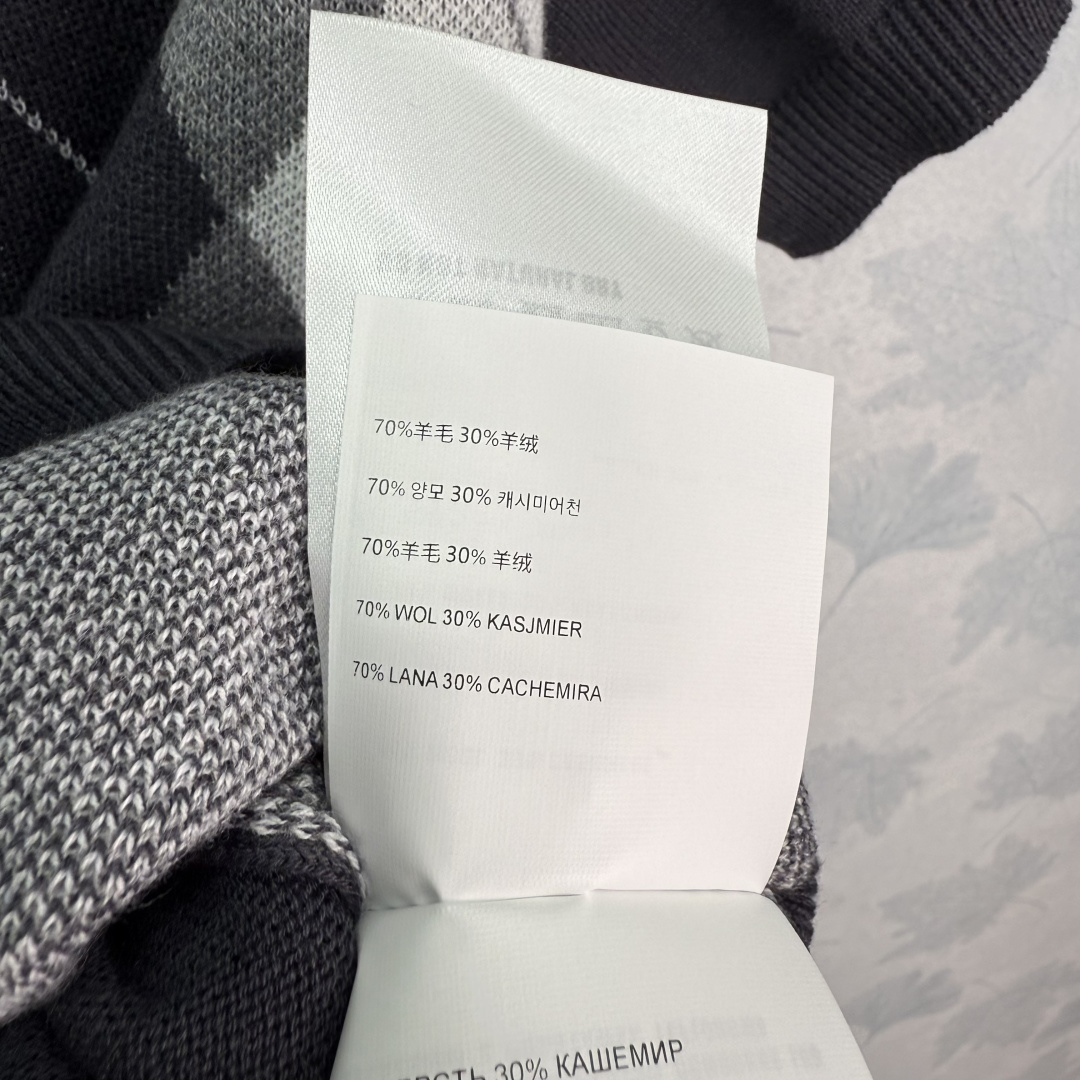 70%羊毛 30%羊绒
70% 양모 30% 캐시미어천
70%羊毛 30% 羊绒
70% WOL 30% KASJMIER
70% LANA 30% CACHEMIRA
30% КАШЕМИР